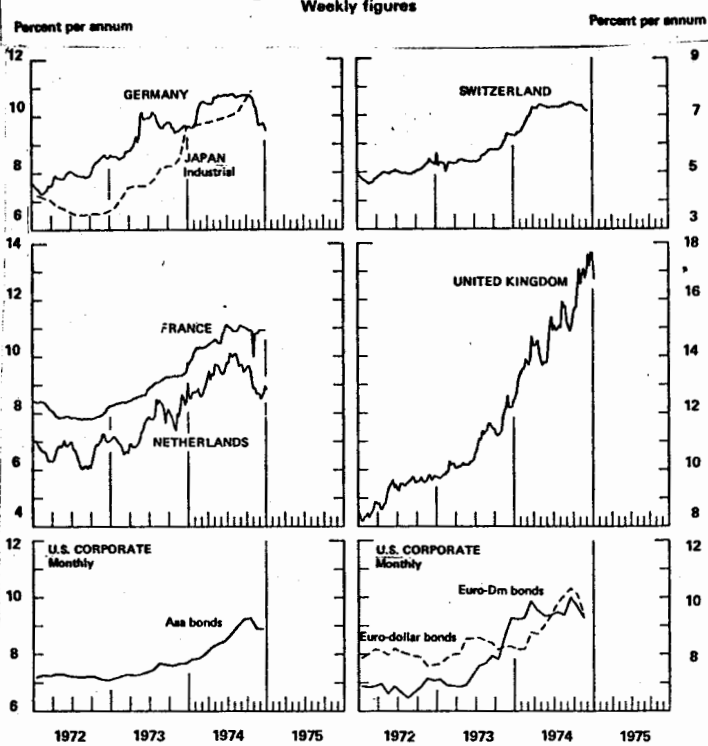 Weekly figures
Percent per annum
Percent per annum
12
10
8
6
GERMANY
JAPAN
Industrial
9
7
5
3
SWITZERLAND
14
12
10
8
6
4
FRANCE
NETHERLANDS
18
16
14
12
10
8
UNITED KINGDOM
12
10
8
6
U.S. CORPORATE
Monthly
Aaa bonds
12
10
8
U.S. CORPORATE
Monthly
Euro-Dm bonds
Euro-dollar bonds
1972 1973 1974 1975
1972 1973 1974 1975